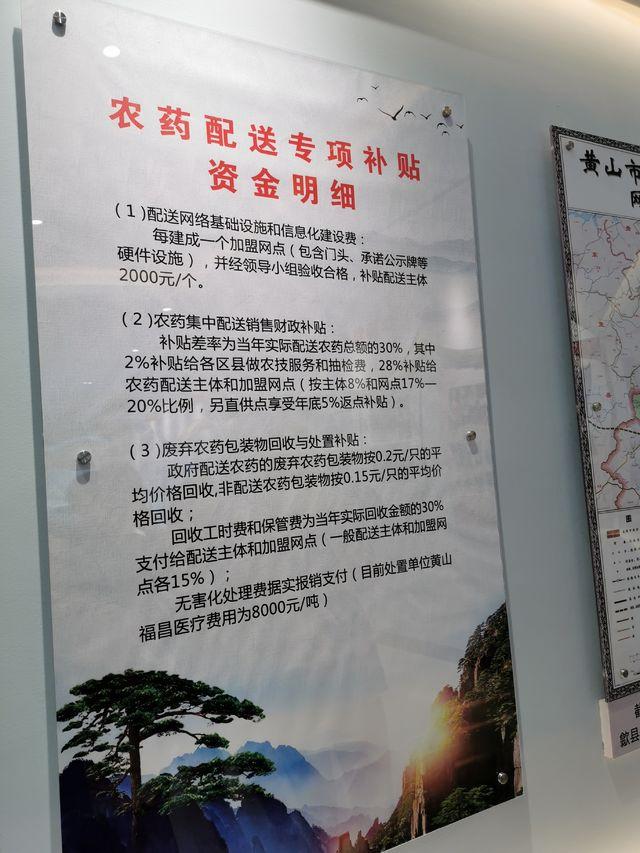 农药配送专项补贴
资金明细
(1)配送网络基础设施和信息化建设费：
每建成一个加盟网点（包含门头、承诺公示牌等
硬件设施），并经领导小组验收合格，补贴配送主体
2000元/个。
(2)农药集中配送销售财政补贴：
补贴差率为当年实际配送农药总额的30%，其中
2%补贴给各区县做农技服务和抽检费，28%补贴给
农药配送主体和加盟网点（按主体8%和网点17%—
20%比例，另直供点享受年底5%返点补贴）。
(3)废弃农药包装物回收与处置补贴：
政府配送农药的废弃农药包装物按0.2元/只的平
均价格回收,非配送农药包装物按0.15元/只的平均价
格回收；
回收工时费和保管费为当年实际回收金额的30%
支付给配送主体和加盟网点（一般配送主体和加盟网
点各15%）；
无害化处理费据实报销支付（目前处置单位黄山
福昌医疗费用为8000元/吨）
黄山市
网
图
歙县